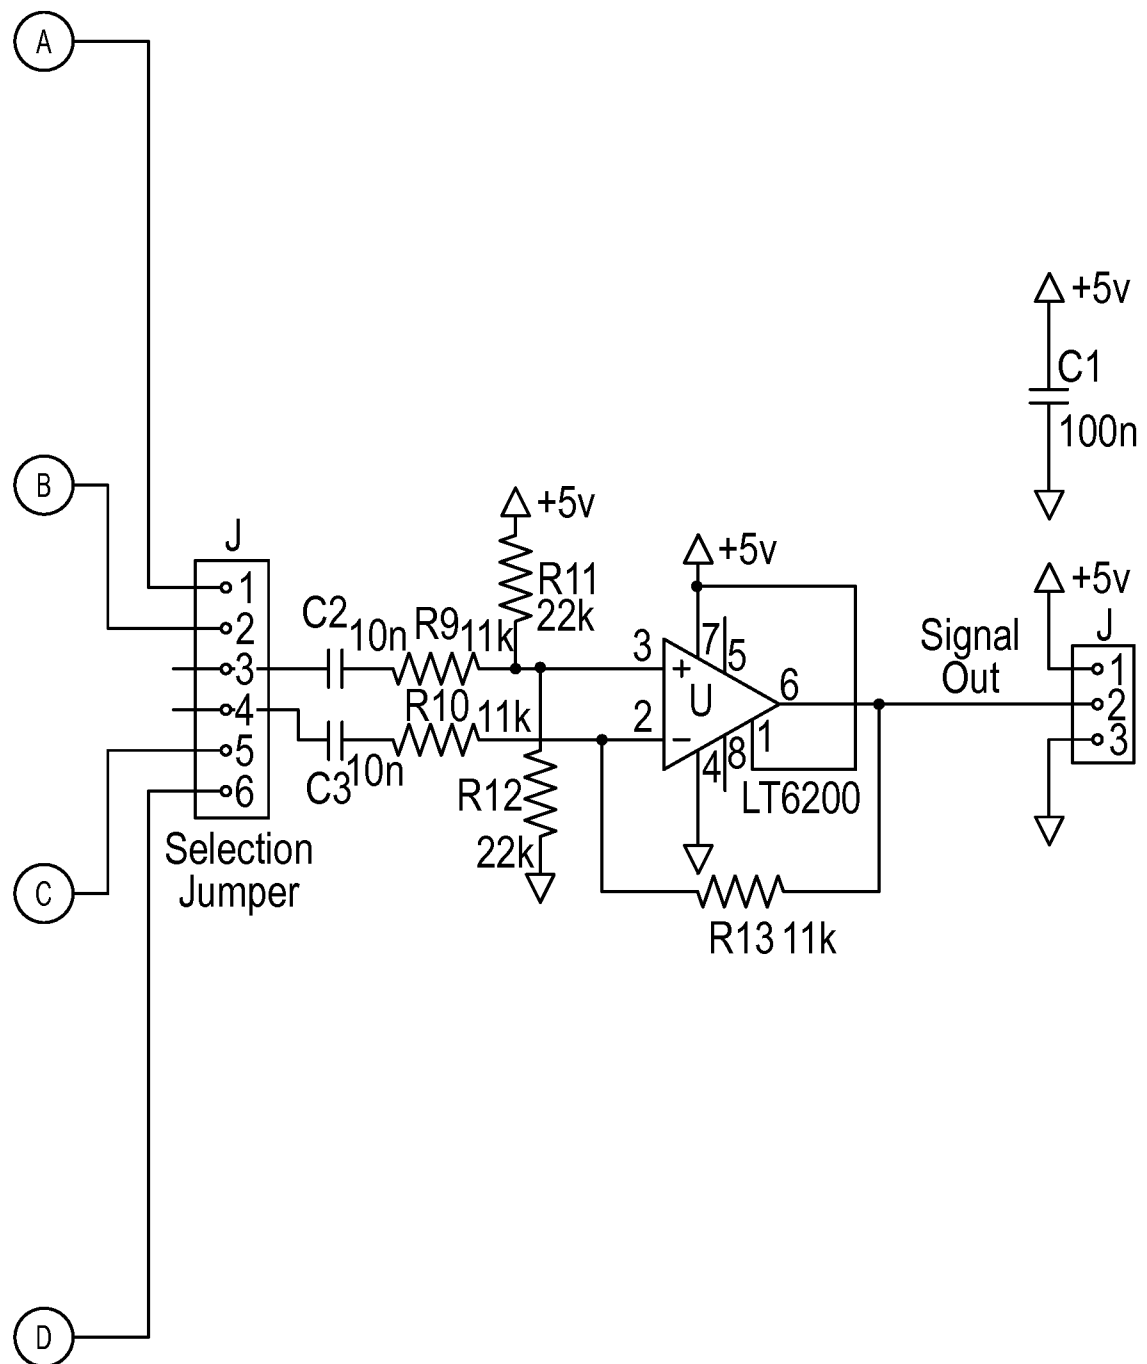 A
+5v
C1
100n
B
+5v
J
+5v
+5v
R11
22k
J
1
C2
10n
R9
11k
3
7
5
Signal
Out
2
3
+
U
6
1
4
R10
11k
2
−
1
2
5
C3
10n
R12
4
8
3
6
LT6200
Selection
Jumper
22k
C
R13 11k
D